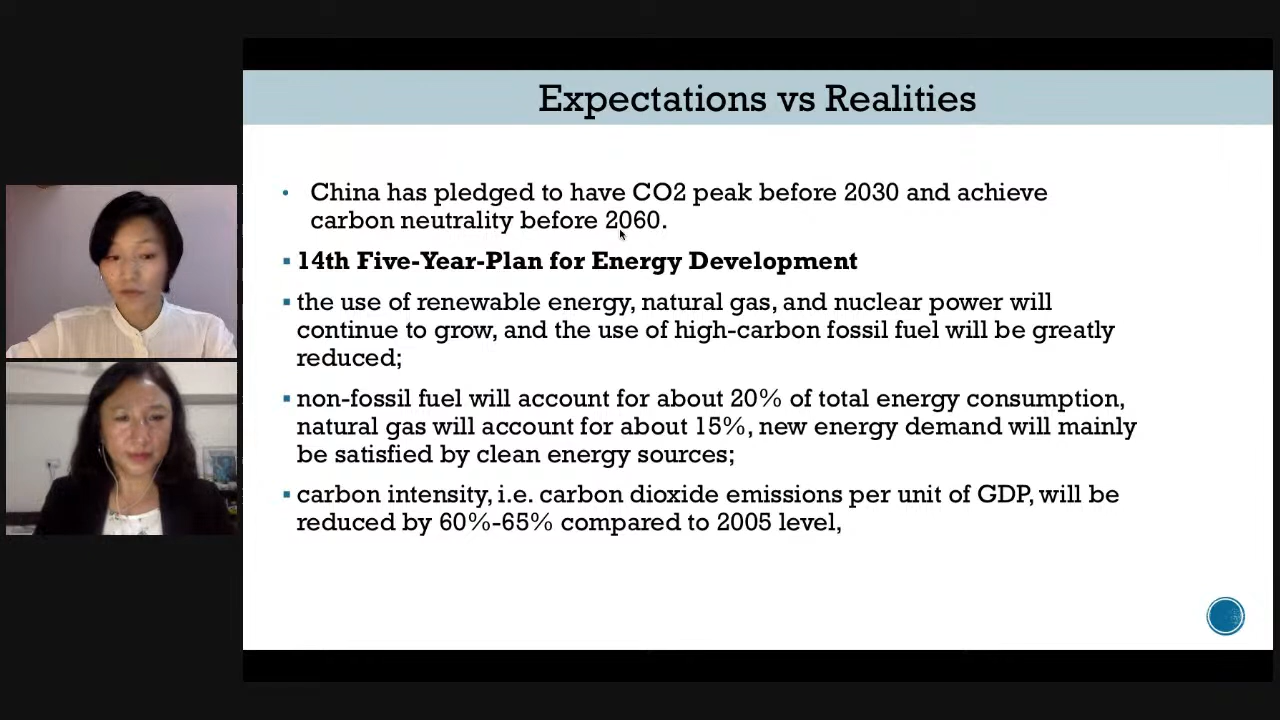 Expectations vs Realities
China has pledged to have CO2 peak before 2030 and achieve
carbon neutrality before 2060.
14th Five-Year-Plan for Energy Development
the use of renewable energy, natural gas, and nuclear power will
continue to grow, and the use of high-carbon fossil fuel will be greatly
reduced;
non-fossil fuel will account for about 20% of total energy consumption,
natural gas will account for about 15%, new energy demand will mainly
be satisfied by clean energy sources;
carbon intensity, i.e. carbon dioxide emissions per unit of GDP, will be
reduced by 60%-65% compared to 2005 level,